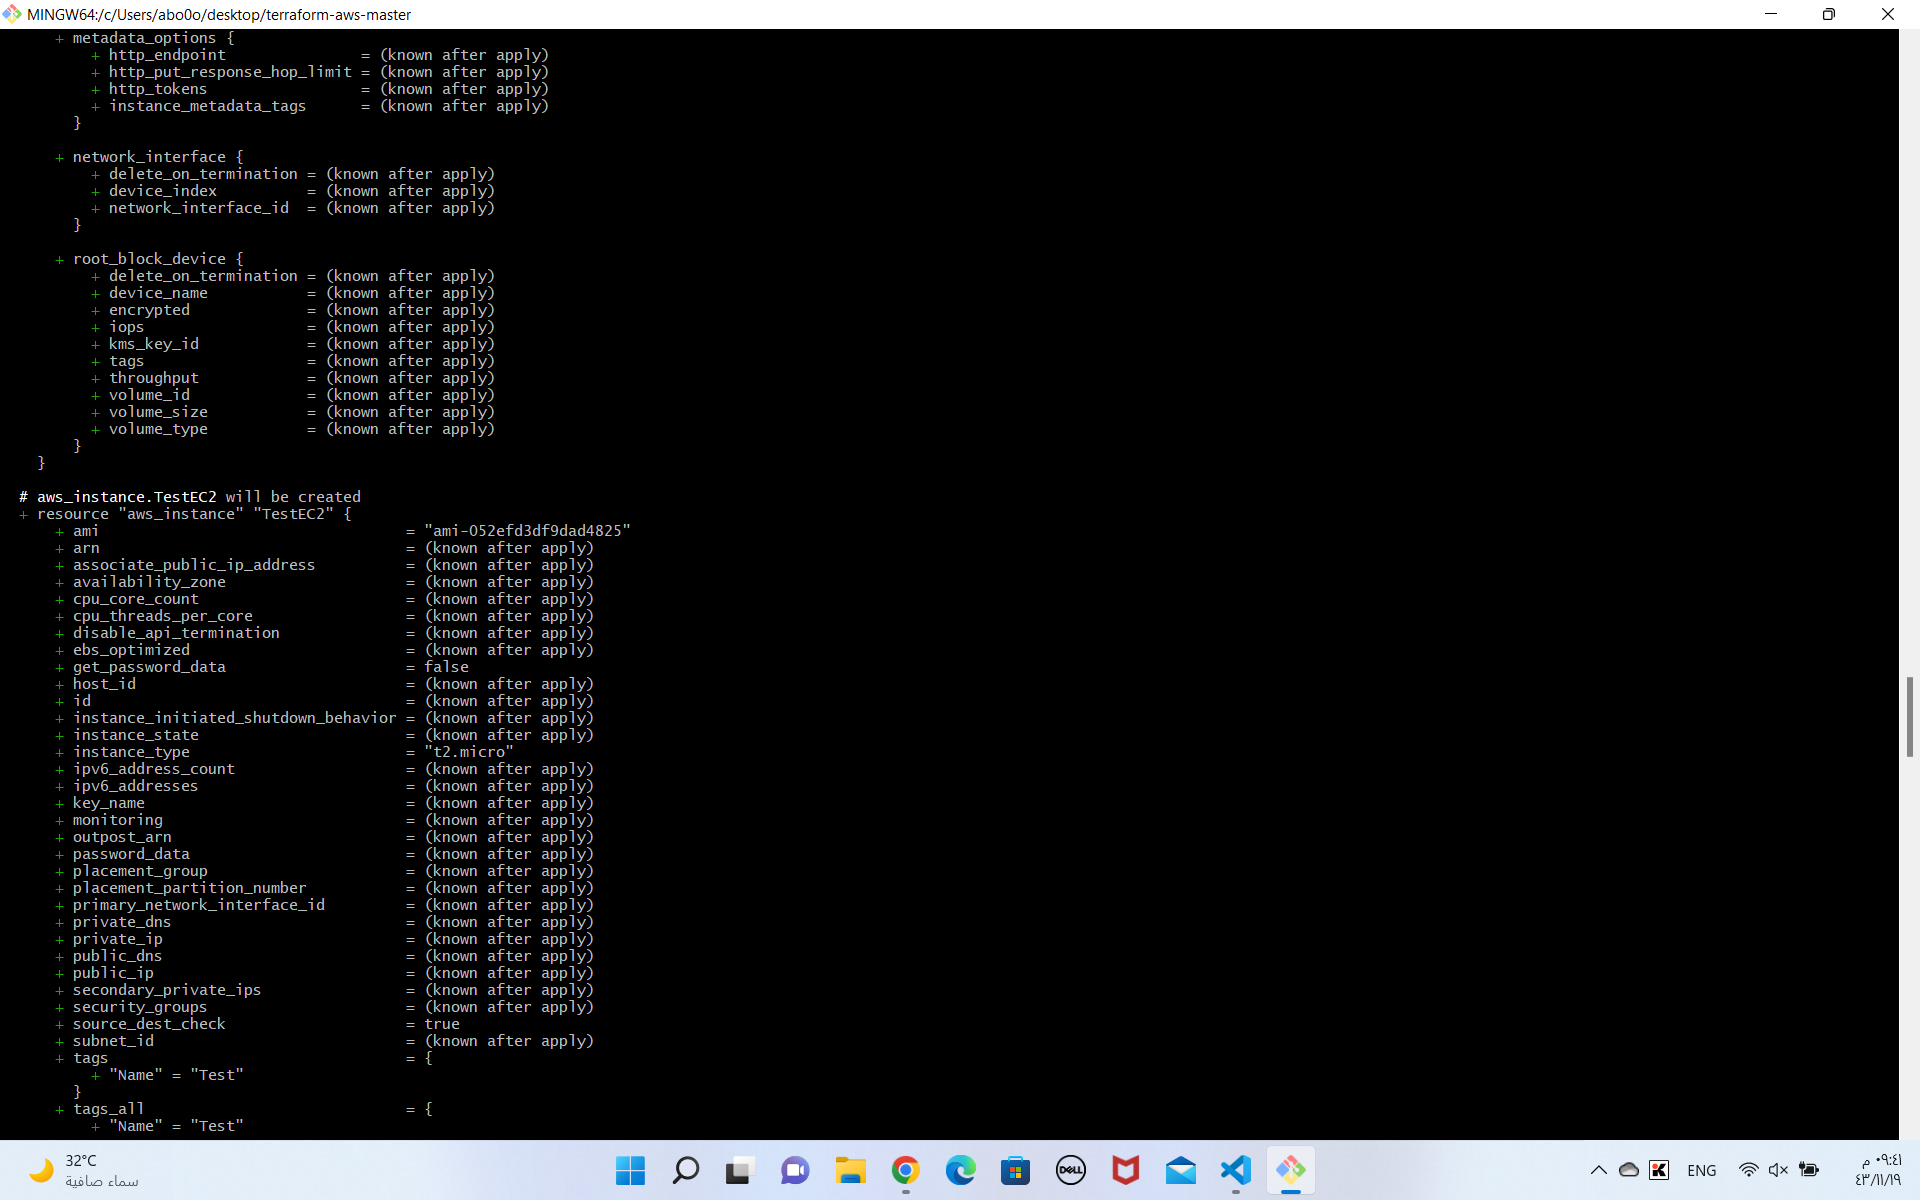 MINGW64:/c/Users/abo0o/desktop/terraform-aws-master
+ metadata_options {
+ http_endpoint = (known after apply)
+ http_put_response_hop_limit = (known after apply)
+ http_tokens = (known after apply)
+ instance_metadata_tags = (known after apply)
}
+ network_interface {
+ delete_on_termination = (known after apply)
+ device_index = (known after apply)
+ network_interface_id = (known after apply)
}
+ root_block_device {
+ delete_on_termination = (known after apply)
+ device_name = (known after apply)
+ encrypted = (known after apply)
+ iops = (known after apply)
+ kms_key_id = (known after apply)
+ tags = (known after apply)
+ throughput = (known after apply)
+ volume_id = (known after apply)
+ volume_size = (known after apply)
+ volume_type = (known after apply)
}
}
# aws_instance.TestEC2 will be created
+ resource "aws_instance" "TestEC2" {
+ ami = "ami-052efd3df9dad4825"
+ arn = (known after apply)
+ associate_public_ip_address = (known after apply)
+ availability_zone = (known after apply)
+ cpu_core_count = (known after apply)
+ cpu_threads_per_core = (known after apply)
+ disable_api_termination = (known after apply)
+ ebs_optimized = (known after apply)
+ get_password_data = false
+ host_id = (known after apply)
+ id = (known after apply)
+ instance_initiated_shutdown_behavior = (known after apply)
+ instance_state = (known after apply)
+ instance_type = "t2.micro"
+ ipv6_address_count = (known after apply)
+ ipv6_addresses = (known after apply)
+ key_name = (known after apply)
+ monitoring = (known after apply)
+ outpost_arn = (known after apply)
+ password_data = (known after apply)
+ placement_group = (known after apply)
+ placement_partition_number = (known after apply)
+ primary_network_interface_id = (known after apply)
+ private_dns = (known after apply)
+ private_ip = (known after apply)
+ public_dns = (known after apply)
+ public_ip = (known after apply)
+ secondary_private_ips = (known after apply)
+ security_groups = (known after apply)
+ source_dest_check = true
+ subnet_id = (known after apply)
+ tags = {
+ "Name" = "Test"
}
+ tags_all = {
+ "Name" = "Test"
32°C
سماء صافية
DELL
K
ENG
٠٩:٤١ م
٤٣/١١/١٩